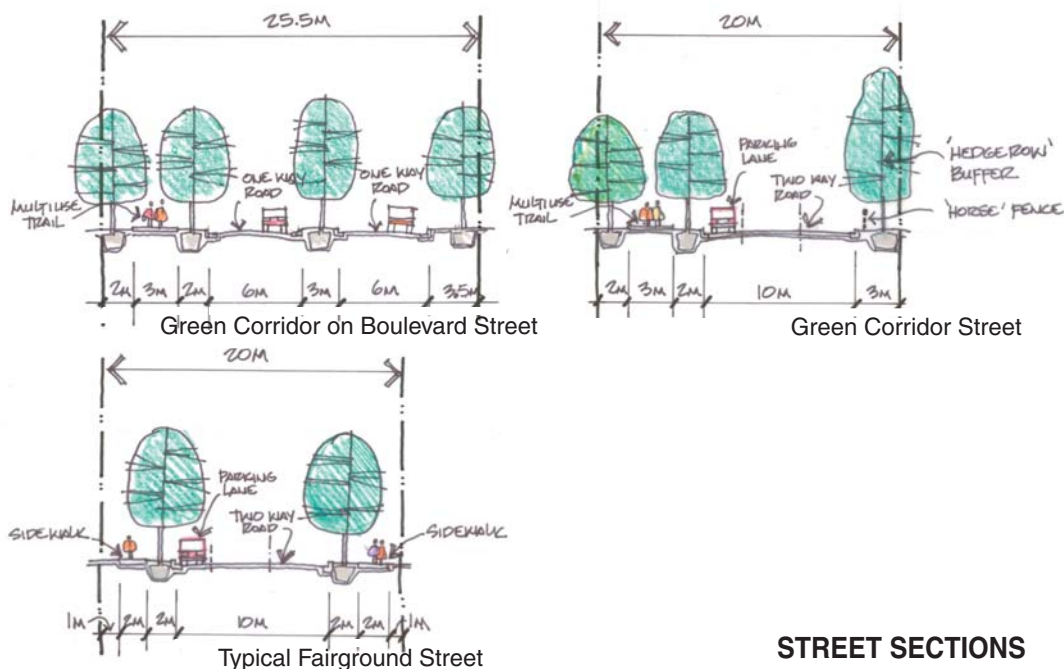 25.5M
ONE WAY
ROAD
ONE WAY
ROAD
MULTIUSE
TRAIL
2M 3M 2M 6M 3M 6M 3.5M
Green Corridor on Boulevard Street
20M
PARKING
LANE
TWO WAY
ROAD
'HEDGEROW'
BUFFER
MULTIUSE
TRAIL
'HORSE' FENCE
2M 3M 2M 10M 3M
Green Corridor Street
20M
PARKING
LANE
TWO WAY
ROAD
SIDEWALK
SIDEWALK
1M 2M 2M 10M 2M 2M 1M
Typical Fairground Street
STREET SECTIONS